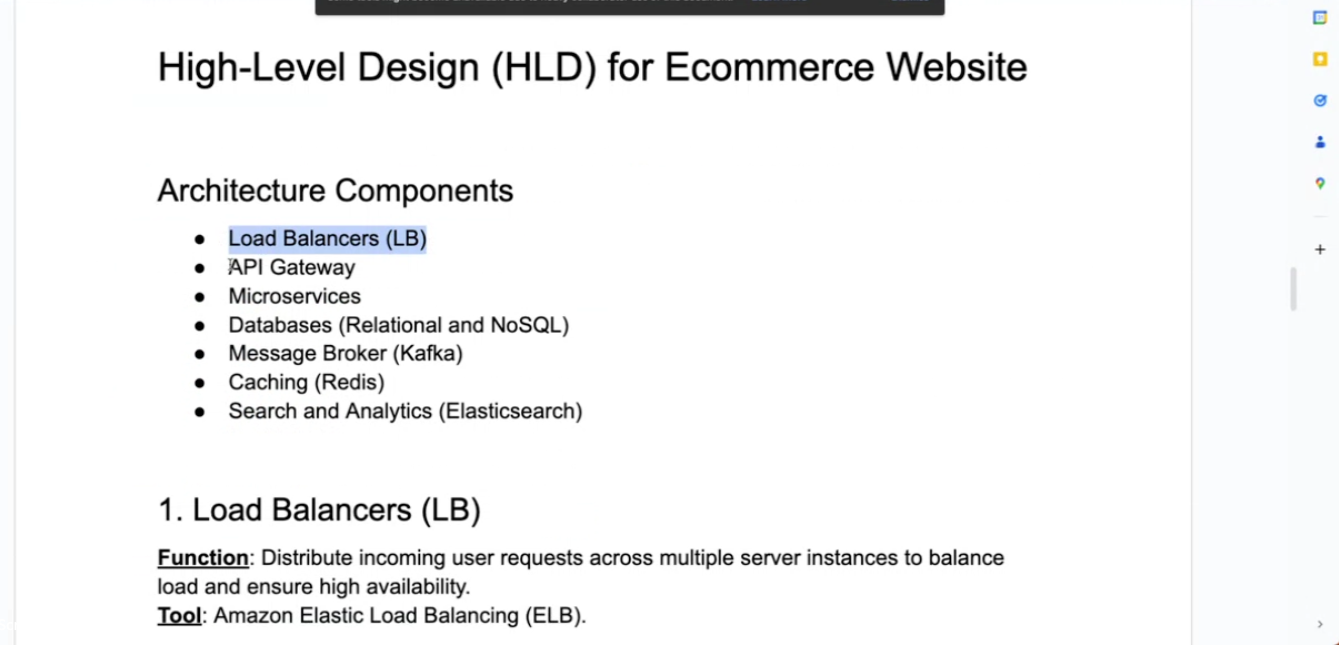 High-Level Design (HLD) for Ecommerce Website
Architecture Components
● Load Balancers (LB)
● API Gateway
● Microservices
● Databases (Relational and NoSQL)
● Message Broker (Kafka)
● Caching (Redis)
● Search and Analytics (Elasticsearch)
1. Load Balancers (LB)
Function: Distribute incoming user requests across multiple server instances to balance
load and ensure high availability.
Tool: Amazon Elastic Load Balancing (ELB).